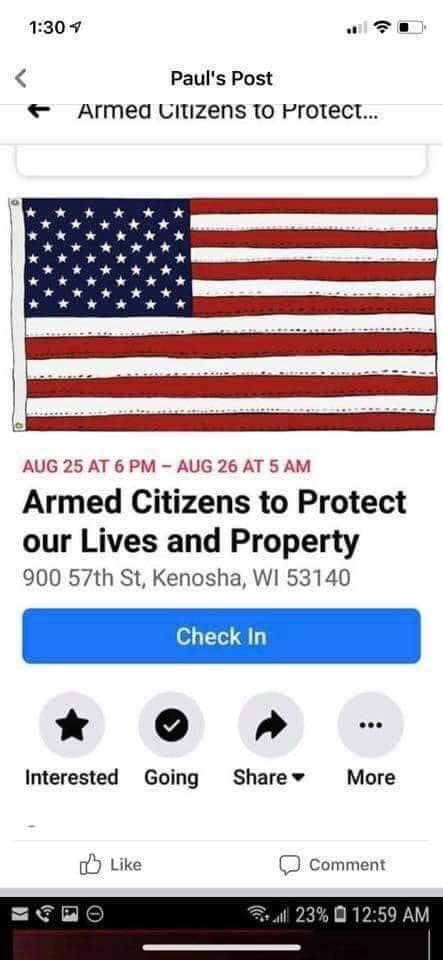 1:30
Paul's Post
Armed Citizens to Protect...
AUG 25 AT 6 PM – AUG 26 AT 5 AM
Armed Citizens to Protect
our Lives and Property
900 57th St, Kenosha, WI 53140
Check In
Interested Going Share More
Like Comment
23% 12:59 AM